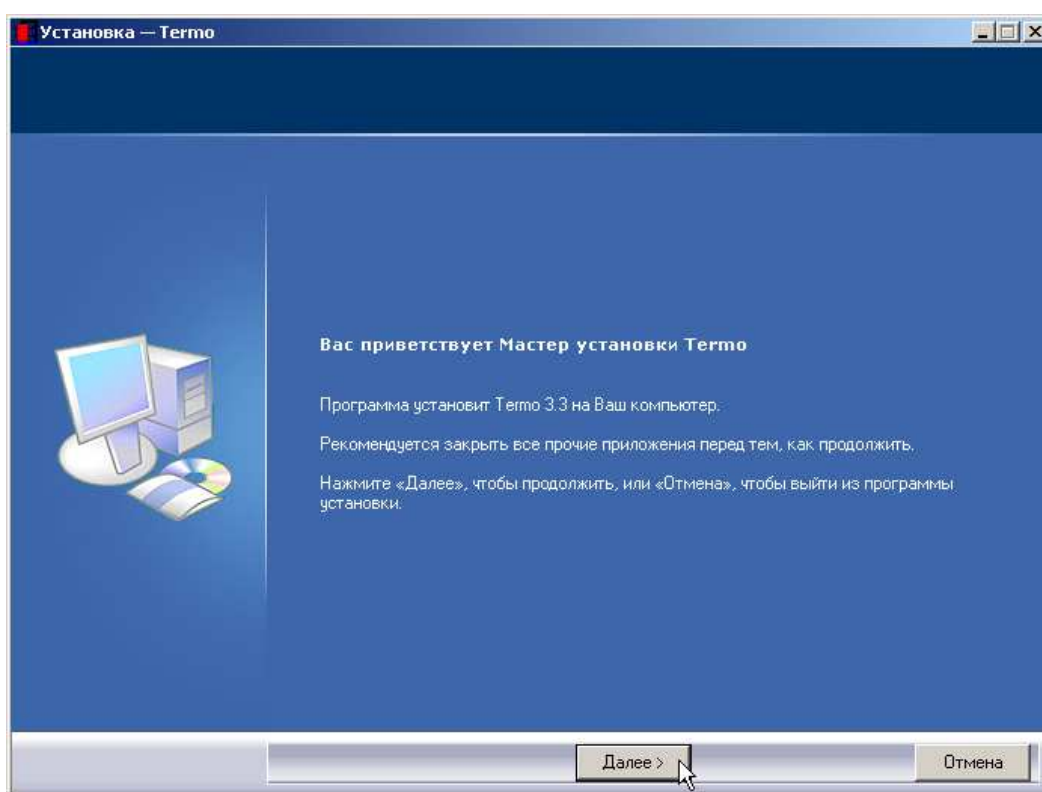 Установка — Termo
Вас приветствует Мастер установки Termo
Программа установит Termo 3.3 на Ваш компьютер.
Рекомендуется закрыть все прочие приложения перед тем, как продолжить.
Нажмите «Далее», чтобы продолжить, или «Отмена», чтобы выйти из программы
установки.
Далее >
Отмена